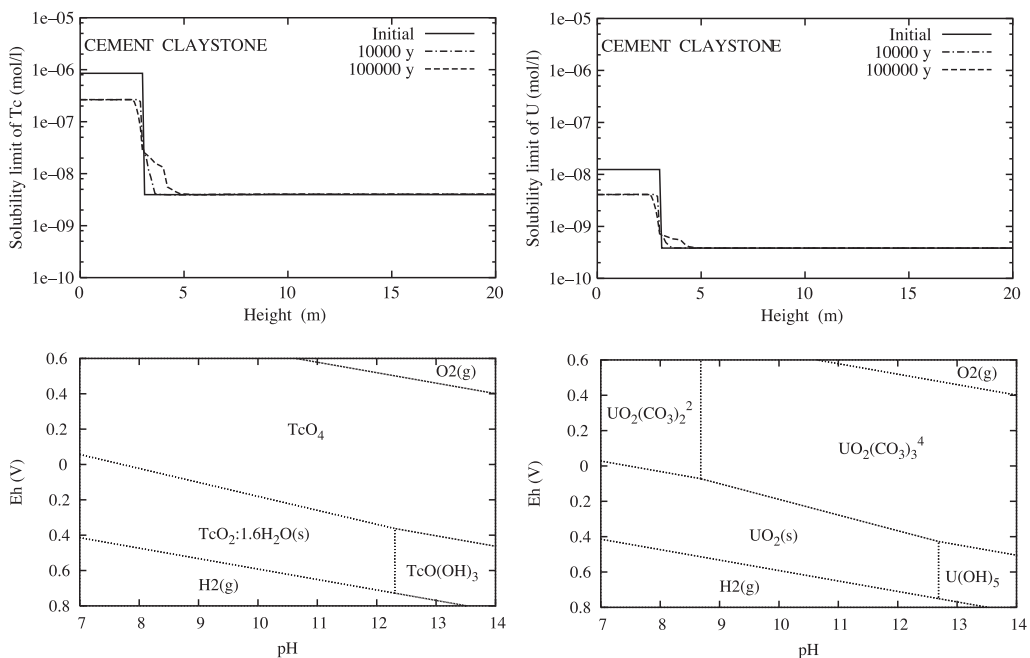 Solubility limit of Tc (mol/l)
1e−05
1e−06
1e−07
1e−08
1e−09
1e−10
CEMENT CLAYSTONE
Initial
10000 y
100000 y
0 5 10 15 20
Height (m)
Solubility limit of U (mol/l)
1e−05
1e−06
1e−07
1e−08
1e−09
1e−10
CEMENT CLAYSTONE
Initial
10000 y
100000 y
0 5 10 15 20
Height (m)
Eh (V)
0.6
0.4
0.2
0
0.2
0.4
0.6
0.8
O2(g)
TcO₄
TcO₂:1.6H₂O(s)
TcO(OH)₃
H2(g)
7 8 9 10 11 12 13 14
pH
Eh (V)
0.6
0.4
0.2
0
0.2
0.4
0.6
0.8
O2(g)
UO₂(CO₃)₂²
UO₂(CO₃)₃⁴
UO₂(s)
U(OH)₅
H2(g)
7 8 9 10 11 12 13 14
pH